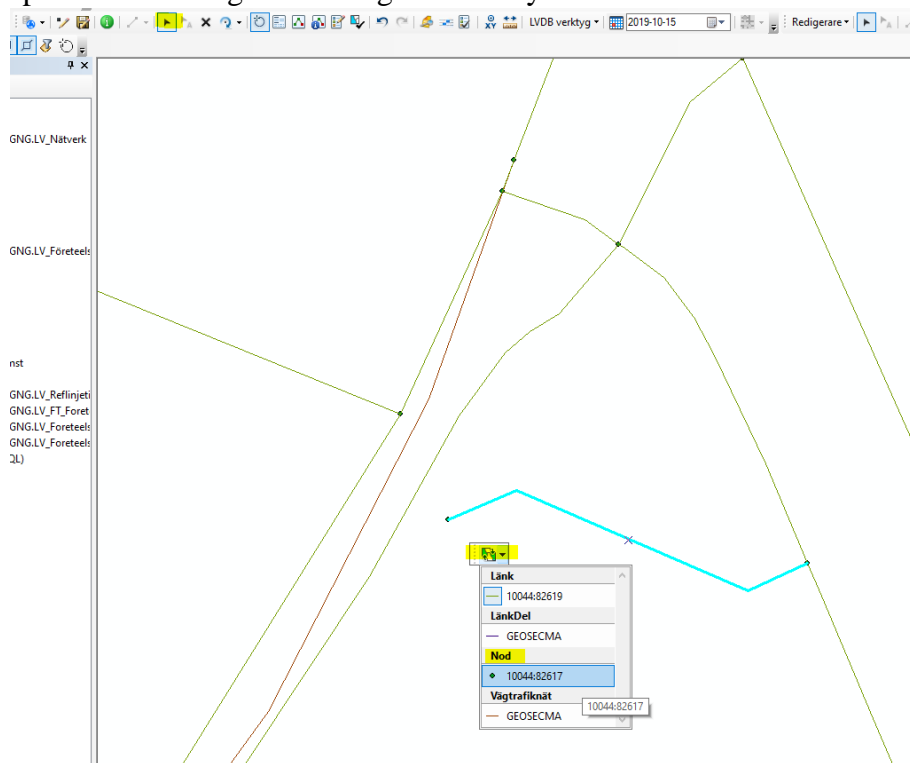 LVDB verktyg
2019-10-15
Redigerare
GNG.LV_Nätverk
GNG.LV_Företeels
nst
GNG.LV_Reflinjeti
GNG.LV_FT_Foret
GNG.LV_Foreteels
GNG.LV_Foreteels
QL)
Länk
10044:82619
LänkDel
GEOSECMA
Nod
10044:82617
Vägtrafiknät
10044:82617
GEOSECMA